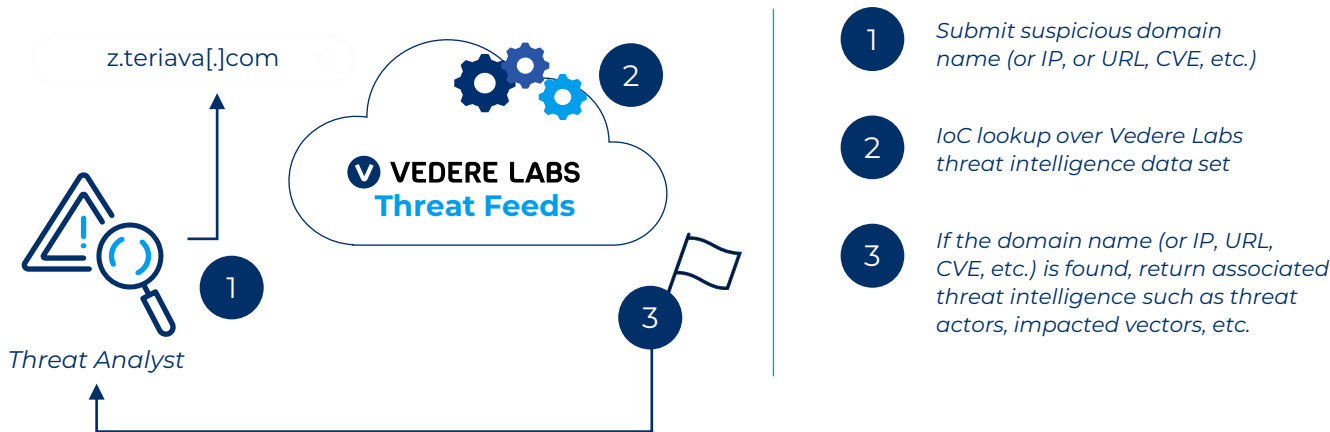 z.teriava[.]com
2
VEDERE LABS
Threat Feeds
1
3
Threat Analyst
1
Submit suspicious domain
name (or IP, or URL, CVE, etc.)
2
IoC lookup over Vedere Labs
threat intelligence data set
3
If the domain name (or IP, URL,
CVE, etc.) is found, return associated
threat intelligence such as threat
actors, impacted vectors, etc.